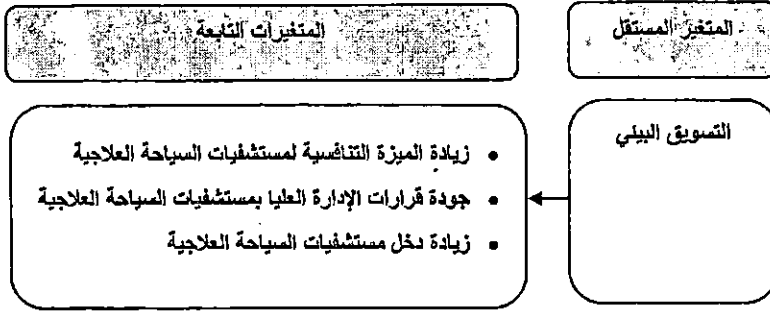 المتغير المستقل
المتغيرات التابعة
التسويق البيئي
زيادة الميزة التنافسية لمستشفيات السياحة العلاجية
جودة قرارات الإدارة العليا بمستشفيات السياحة العلاجية
زيادة دخل مستشفيات السياحة العلاجية